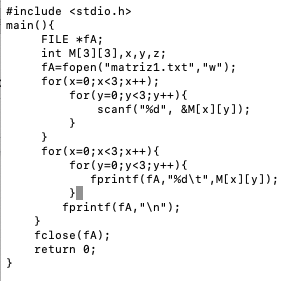 #include <stdio.h>
main(){
     FILE *fA;
     int M[3][3],x,y,z;
     fA=fopen("matriz1.txt","w");
     for(x=0;x<3;x++);
         for(y=0;y<3;y++){
             scanf("%d", &M[x][y]);
         }
     }
     for(x=0;x<3;x++){
         for(y=0;y<3;y++){
            fprintf(fA,"%d\t",M[x][y]);
         }
        fprintf(fA,"\n");
    }
    fclose(fA);
    return 0;
}